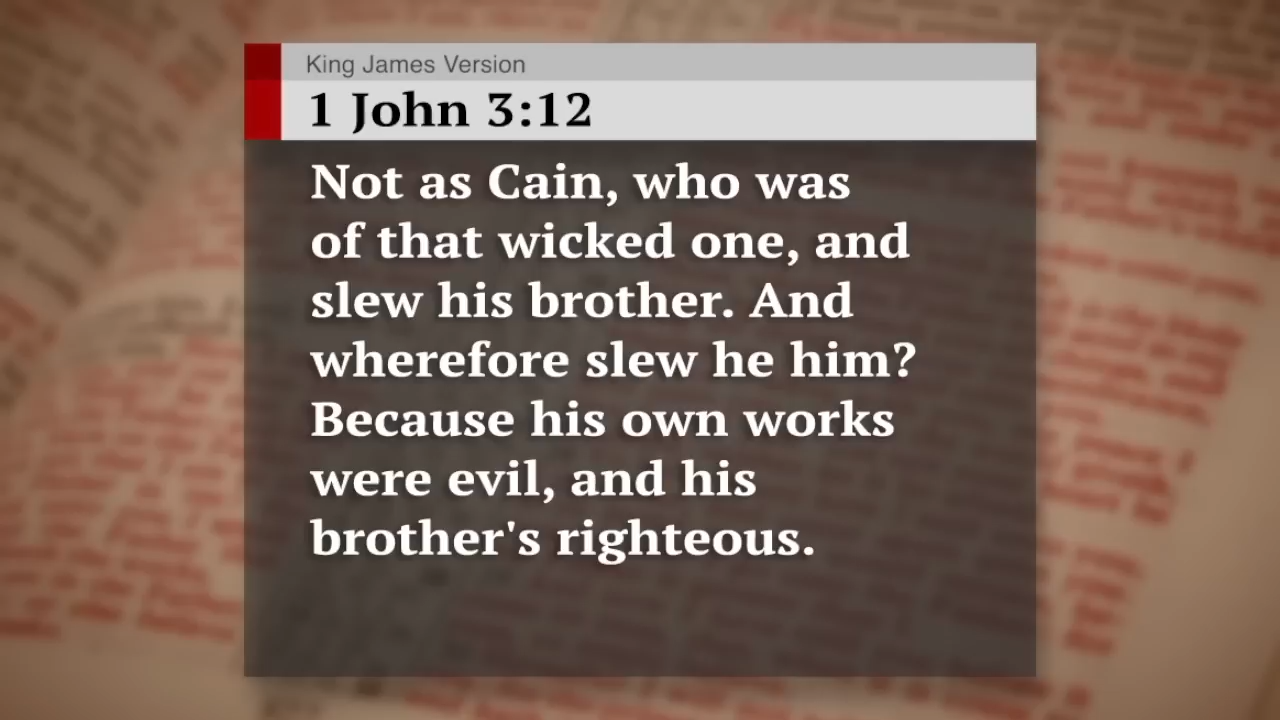 King James Version
1 John 3:12
Not as Cain, who was
of that wicked one, and
slew his brother. And
wherefore slew he him?
Because his own works
were evil, and his
brother's righteous.